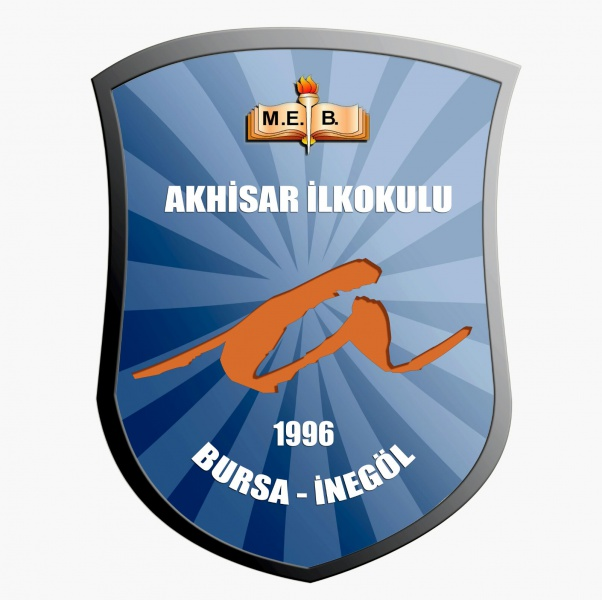 M.E. B.
AKHİSAR İLKOKULU
a
1996
BURSA - İNEGÖL